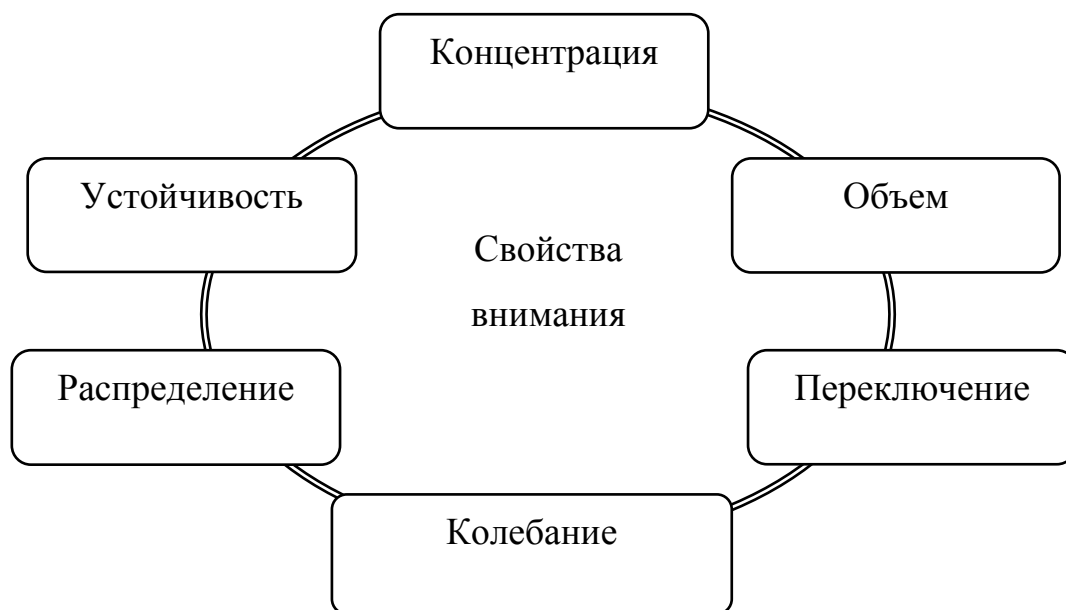 Концентрация
Устойчивость
Объем
Свойства
внимания
Распределение
Переключение
Колебание